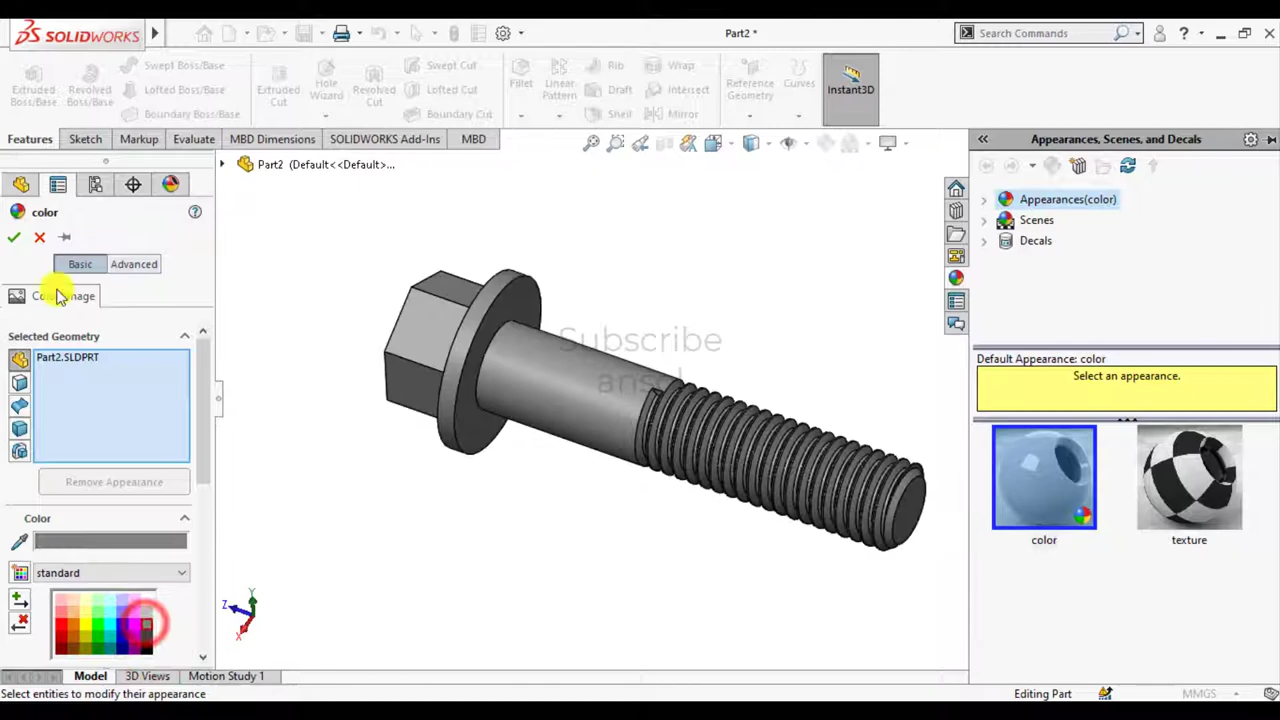 SOLIDWORKS
Part2 *
Search Commands
Extruded Boss/Base
Revolved Boss/Base
Swept Boss/Base
Lofted Boss/Base
Boundary Boss/Base
Extruded Cut
Hole Wizard
Revolved Cut
Swept Cut
Lofted Cut
Boundary Cut
Fillet
Linear Pattern
Rib
Draft
Shell
Wrap
Intersect
Mirror
Reference Geometry
Curves
Instant3D
Features
Sketch
Markup
Evaluate
MBD Dimensions
SOLIDWORKS Add-Ins
MBD
Part2 (Default<<Default>...
color
Basic
Advanced
Selected Geometry
Part2.SLDPRT
Remove Appearance
Color
standard
Subscribe
Z
Y
X
Appearances, Scenes, and Decals
Appearances(color)
Scenes
Decals
Default Appearance: color
Select an appearance.
color
texture
Model
3D Views
Motion Study 1
Select entities to modify their appearance
Editing Part
MMGS